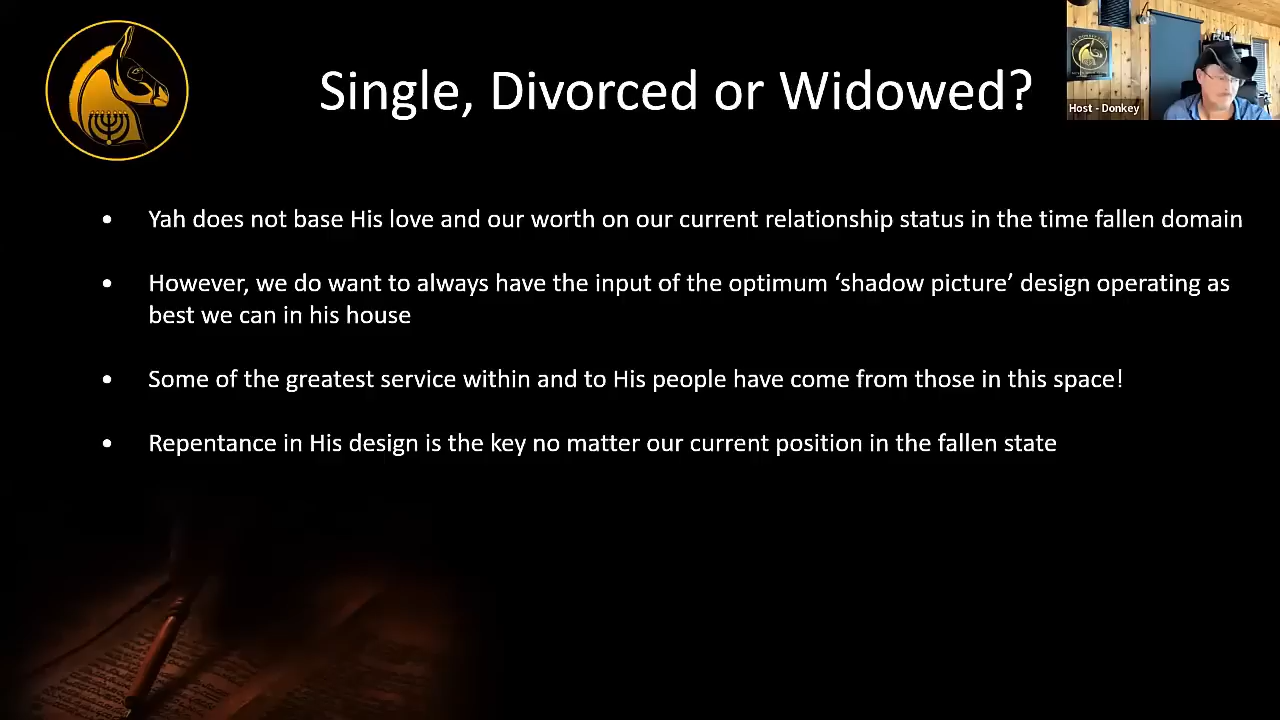 Single, Divorced or Widowed?
Host - Donkey
• Yah does not base His love and our worth on our current relationship status in the time fallen domain
• However, we do want to always have the input of the optimum ‘shadow picture’ design operating as
best we can in his house
• Some of the greatest service within and to His people have come from those in this space!
• Repentance in His design is the key no matter our current position in the fallen state